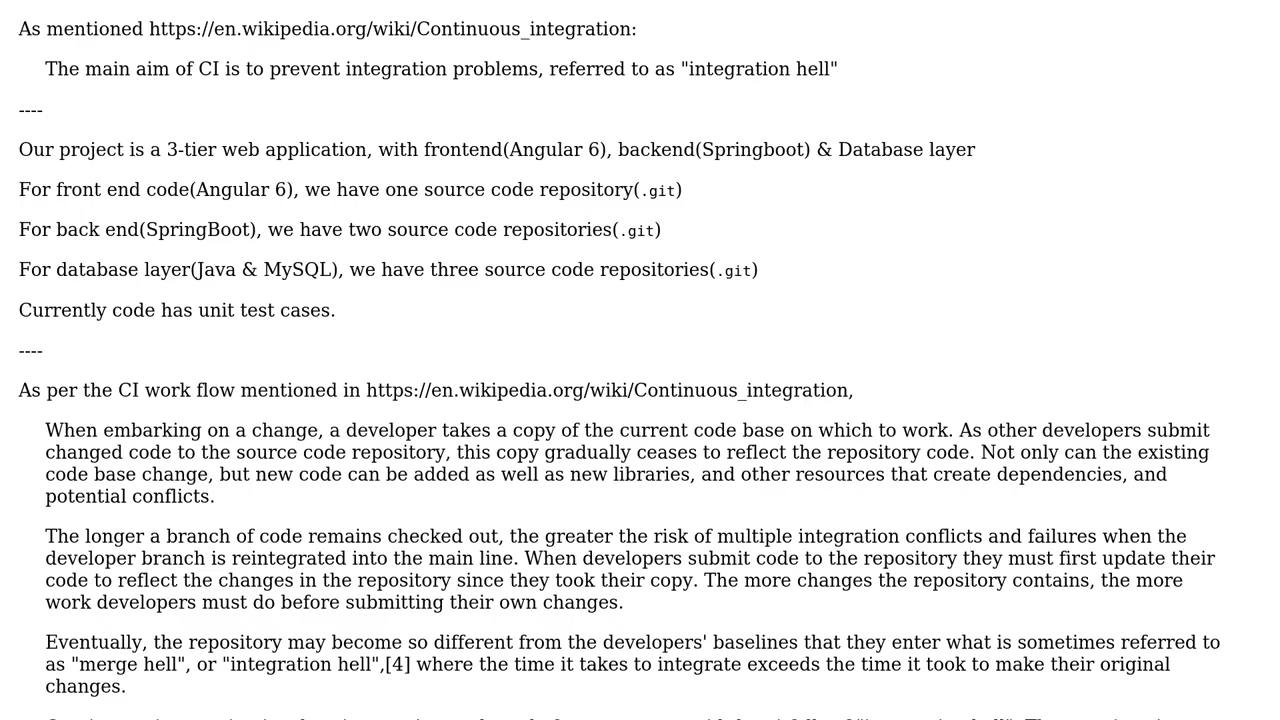 As mentioned https://en.wikipedia.org/wiki/Continuous_integration:
The main aim of CI is to prevent integration problems, referred to as "integration hell"
----
Our project is a 3-tier web application, with frontend(Angular 6), backend(Springboot) & Database layer
For front end code(Angular 6), we have one source code repository(.git)
For back end(SpringBoot), we have two source code repositories(.git)
For database layer(Java & MySQL), we have three source code repositories(.git)
Currently code has unit test cases.
----
As per the CI work flow mentioned in https://en.wikipedia.org/wiki/Continuous_integration,
When embarking on a change, a developer takes a copy of the current code base on which to work. As other developers submit
changed code to the source code repository, this copy gradually ceases to reflect the repository code. Not only can the existing
code base change, but new code can be added as well as new libraries, and other resources that create dependencies, and
potential conflicts.
The longer a branch of code remains checked out, the greater the risk of multiple integration conflicts and failures when the
developer branch is reintegrated into the main line. When developers submit code to the repository they must first update their
code to reflect the changes in the repository since they took their copy. The more changes the repository contains, the more
work developers must do before submitting their own changes.
Eventually, the repository may become so different from the developers' baselines that they enter what is sometimes referred to
as "merge hell", or "integration hell",[4] where the time it takes to integrate exceeds the time it took to make their original
changes.